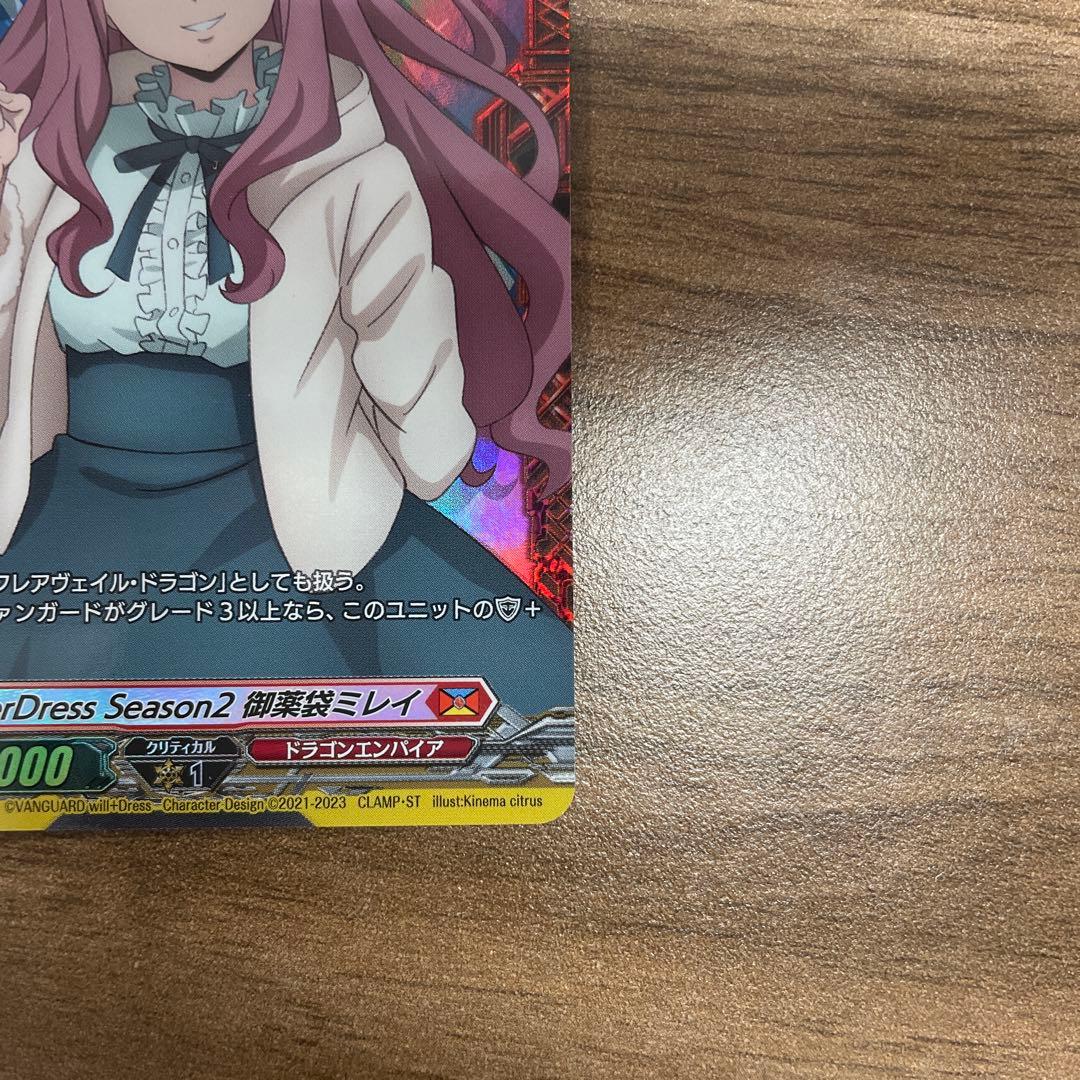 フレアヴェイル・ドラゴン」としても扱う。
ァンガードがグレード3以上なら、このユニットの+
erDress Season2 御薬袋ミレイ
000 クリティカル 1 ドラゴンエンパイア
©VANGUARD will+Dress Character Design ©2021-2023 CLAMP・ST illust:Kinema citrus